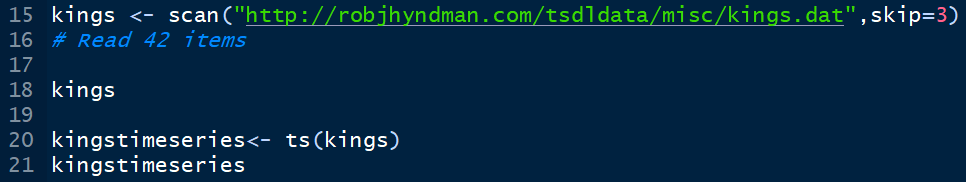 15 kings <- scan("http://robjhyndman.com/tsdldata/misc/kings.dat",skip=3)
16 # Read 42 items
17
18 kings
19
20 kingstimeseries<- ts(kings)
21 kingstimeseries